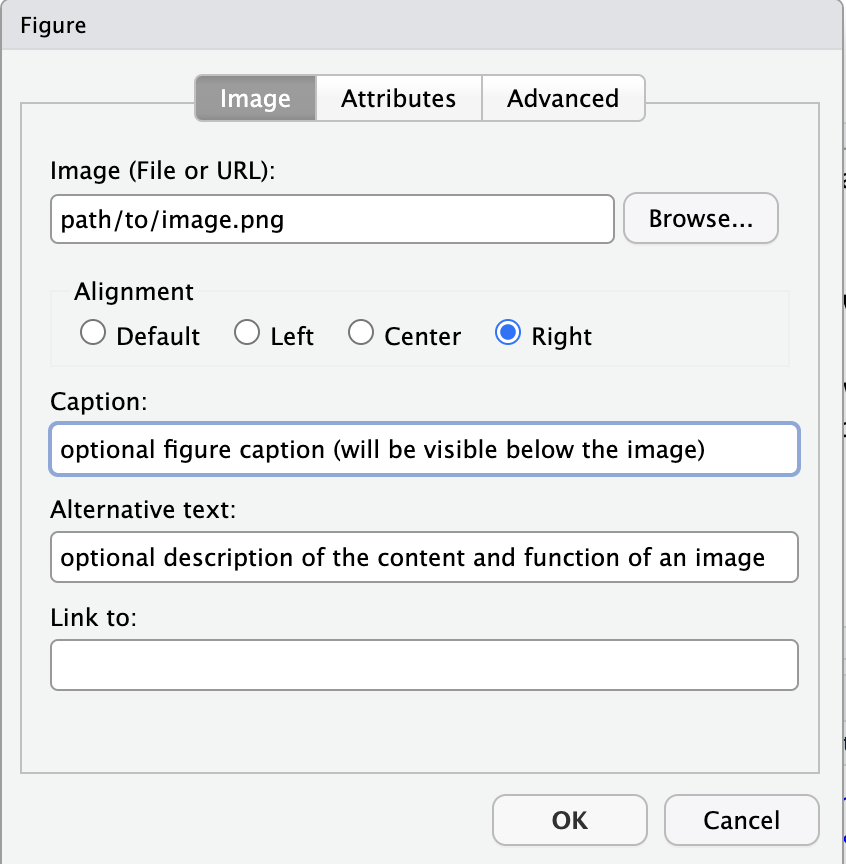 Figure
Image Attributes Advanced
Image (File or URL):
path/to/image.png Browse...
Alignment
Default Left Center Right
Caption:
optional figure caption (will be visible below the image)
Alternative text:
optional description of the content and function of an image
Link to:
OK Cancel